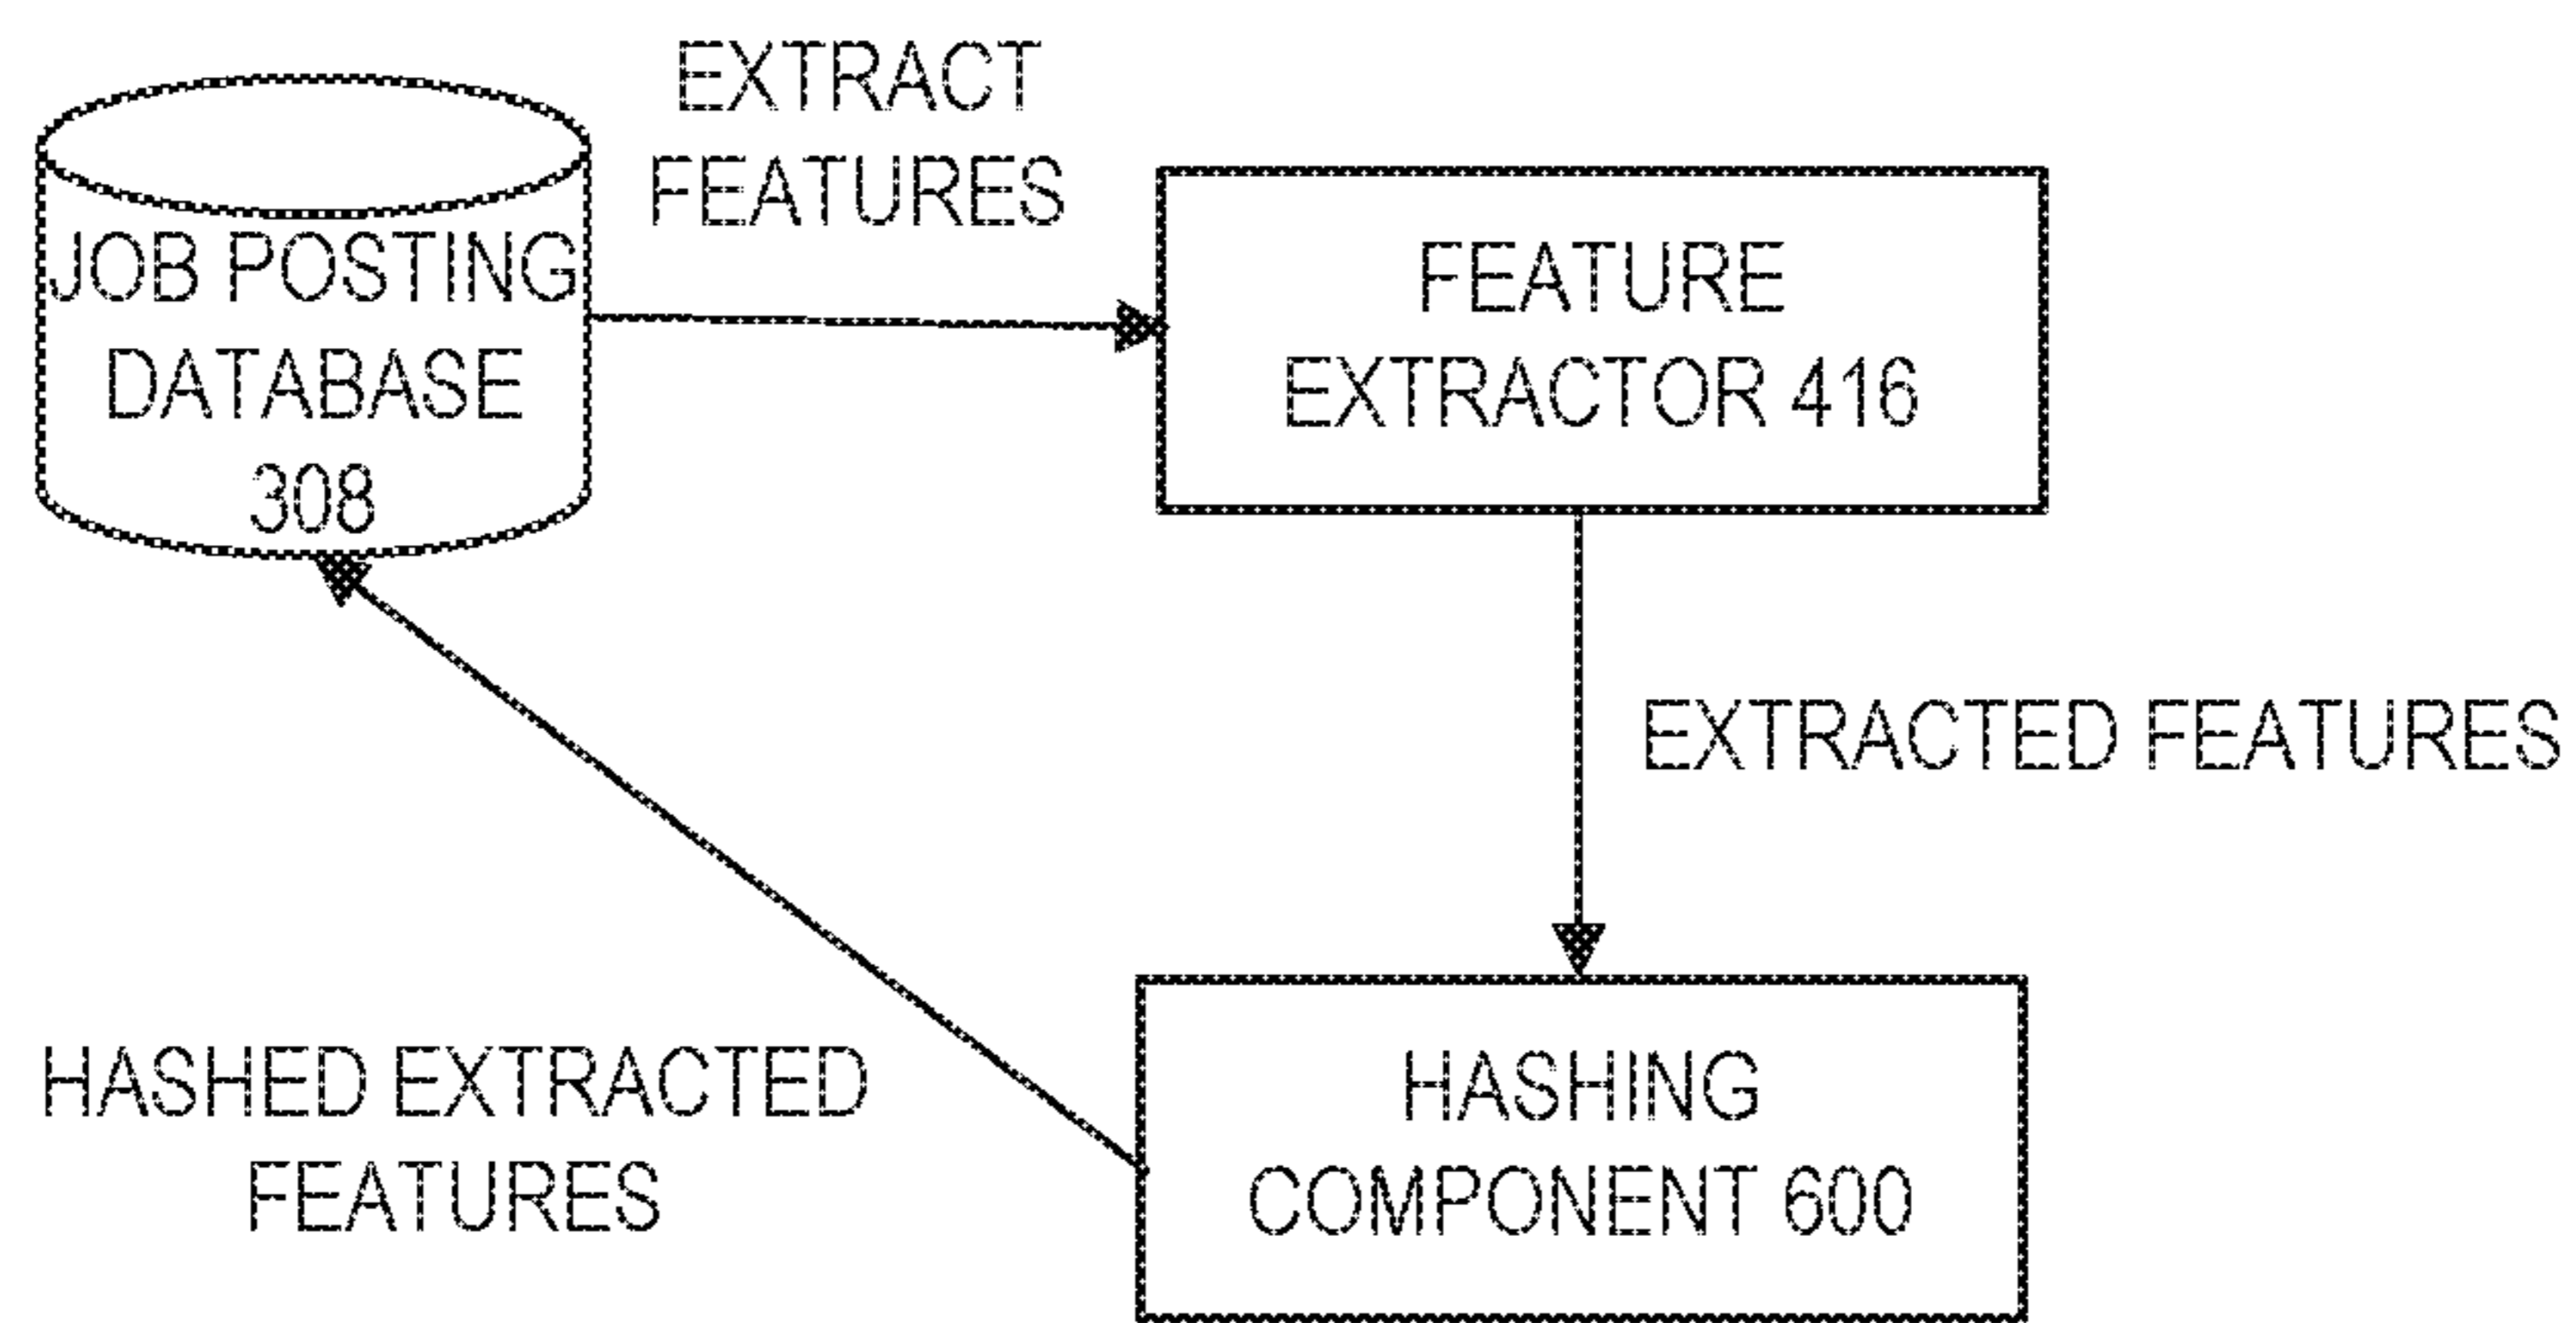 EXTRACT
FEATURES
JOB POSTING
DATABASE
308
FEATURE
EXTRACTOR 416
EXTRACTED FEATURES
HASHED EXTRACTED
FEATURES
HASHING
COMPONENT 600